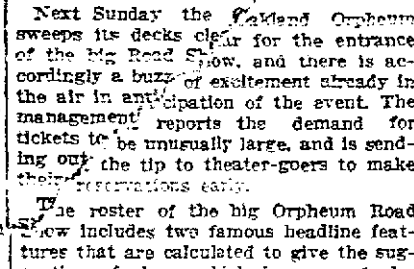 Next Sunday the Oakland Orpheum
sweeps its decks clear for the entrance
of the big Road Show, and there is ac-
cordingly a buzz of excitement already in
the air in anticipation of the event. The
management reports the demand for
tickets to be unusually large, and is send-
ing out the tip to theater-goers to make
their reservations early.
The roster of the big Orpheum Road
Show includes two famous headline feat-
tures that are calculated to give the sug-